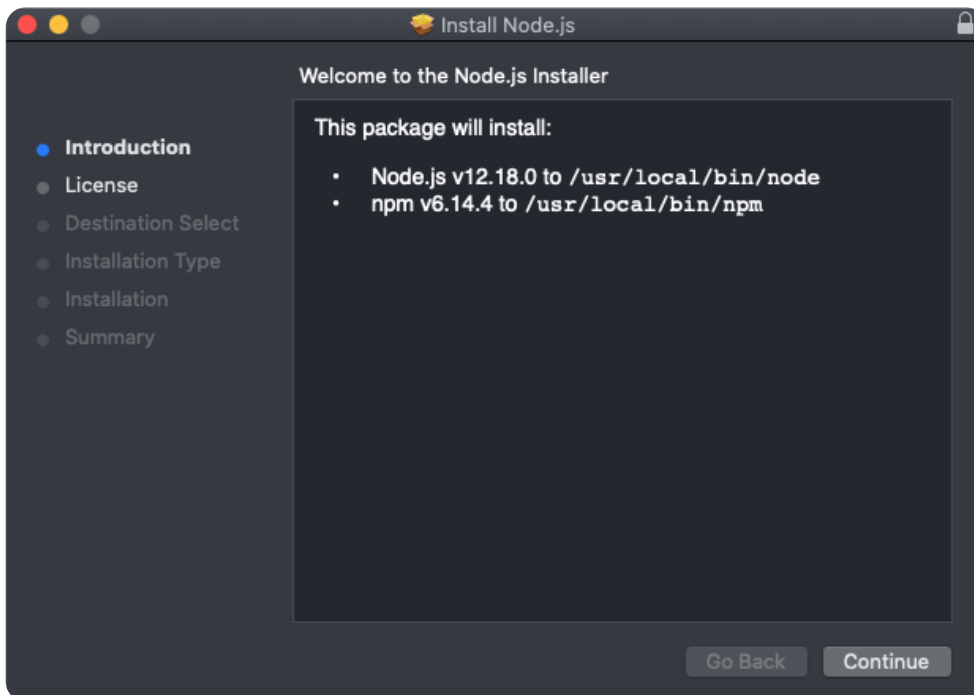 Install Node.js
Welcome to the Node.js Installer
Introduction
License
Destination Select
Installation Type
Installation
Summary
This package will install:
• Node.js v12.18.0 to /usr/local/bin/node
• npm v6.14.4 to /usr/local/bin/npm
Go Back
Continue